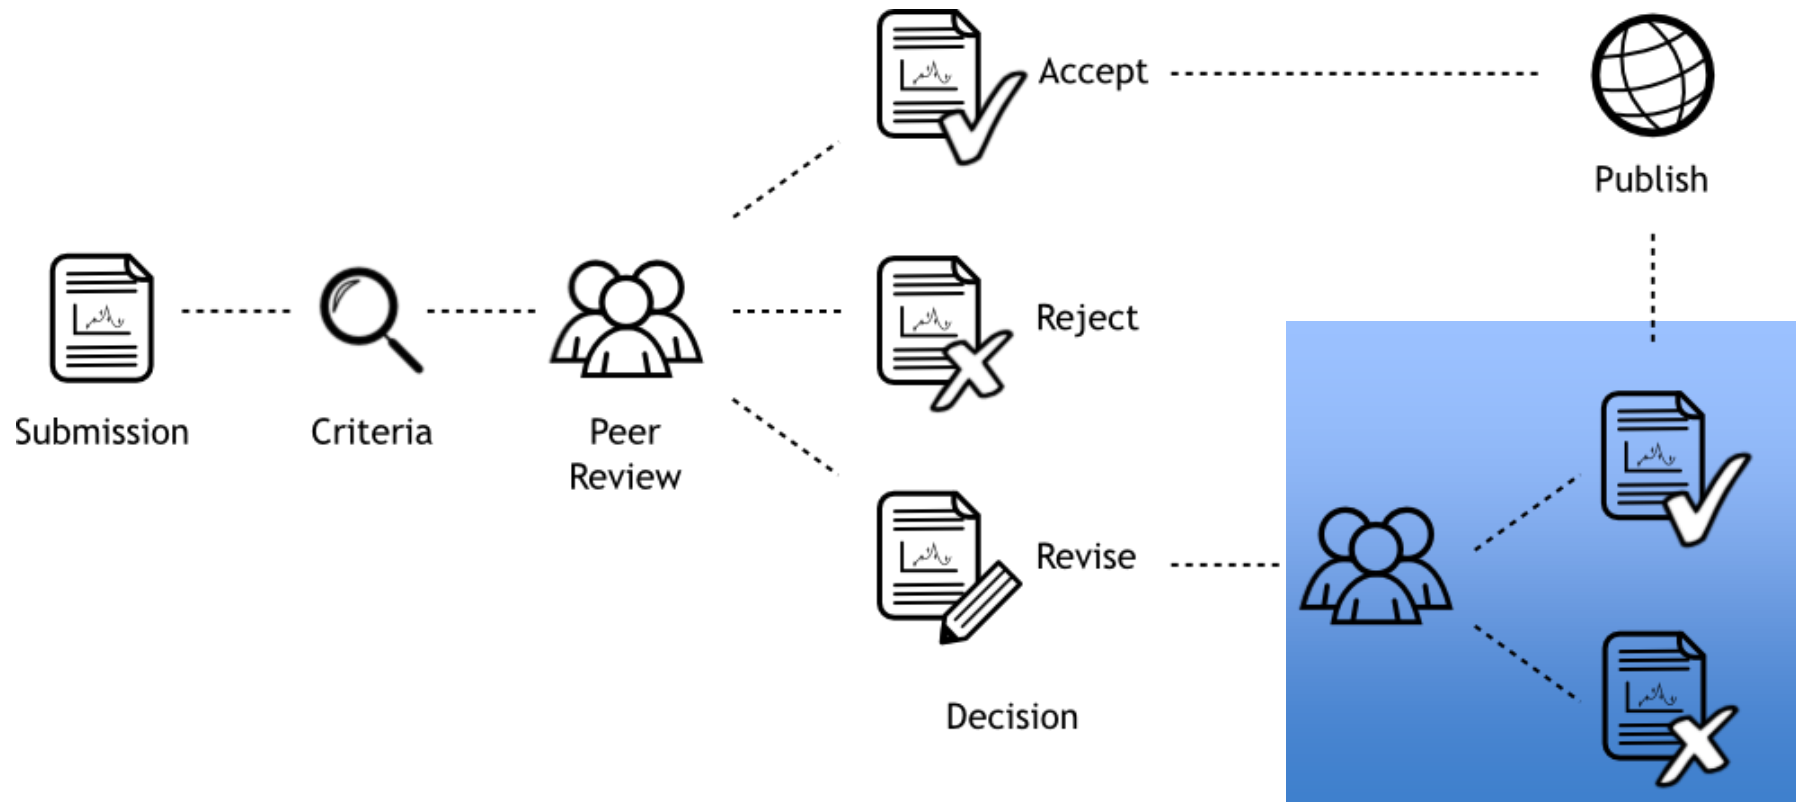 Accept
Publish
Reject
Submission
Criteria
Peer
Review
Revise
Decision